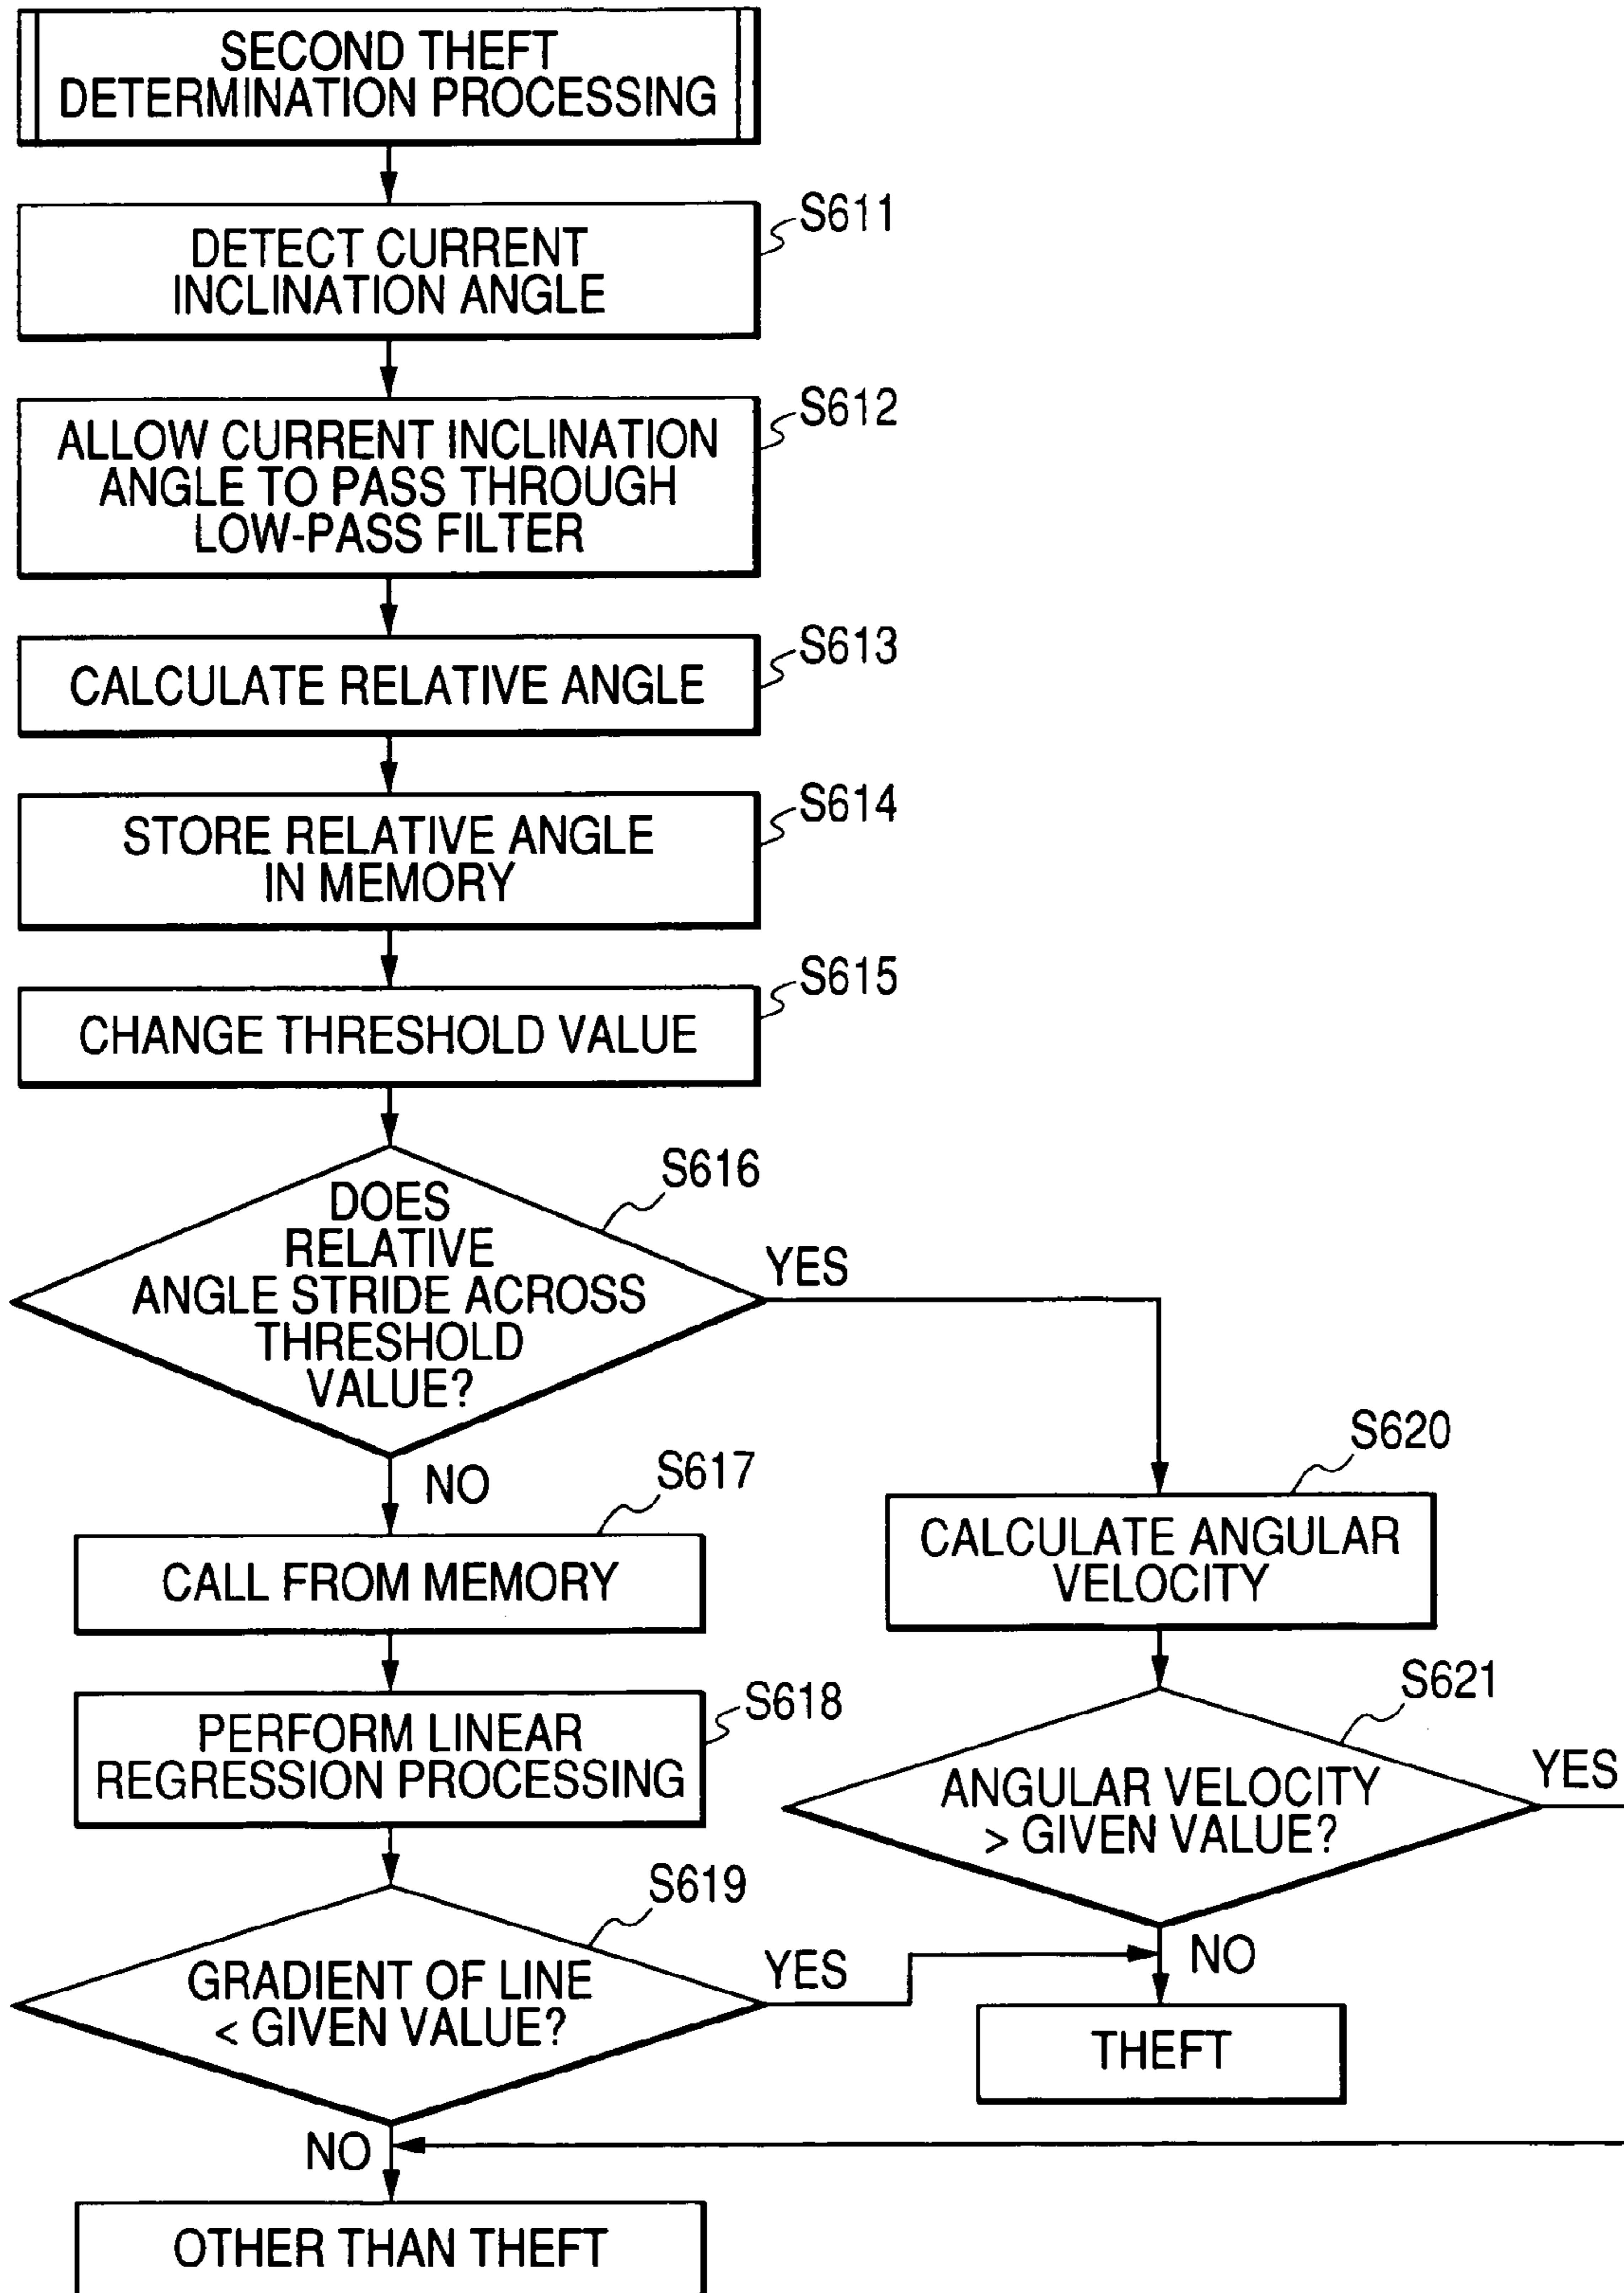 SECOND THEFT
DETERMINATION PROCESSING
S611
DETECT CURRENT
INCLINATION ANGLE
S612
ALLOW CURRENT INCLINATION
ANGLE TO PASS THROUGH
LOW-PASS FILTER
S613
CALCULATE RELATIVE ANGLE
S614
STORE RELATIVE ANGLE
IN MEMORY
S615
CHANGE THRESHOLD VALUE
S616
DOES
RELATIVE
ANGLE STRIDE ACROSS
THRESHOLD
VALUE?
YES
NO
S617
CALL FROM MEMORY
S618
PERFORM LINEAR
REGRESSION PROCESSING
S619
GRADIENT OF LINE
< GIVEN VALUE?
YES
NO
S620
CALCULATE ANGULAR
VELOCITY
S621
ANGULAR VELOCITY
> GIVEN VALUE?
YES
NO
THEFT
OTHER THAN THEFT